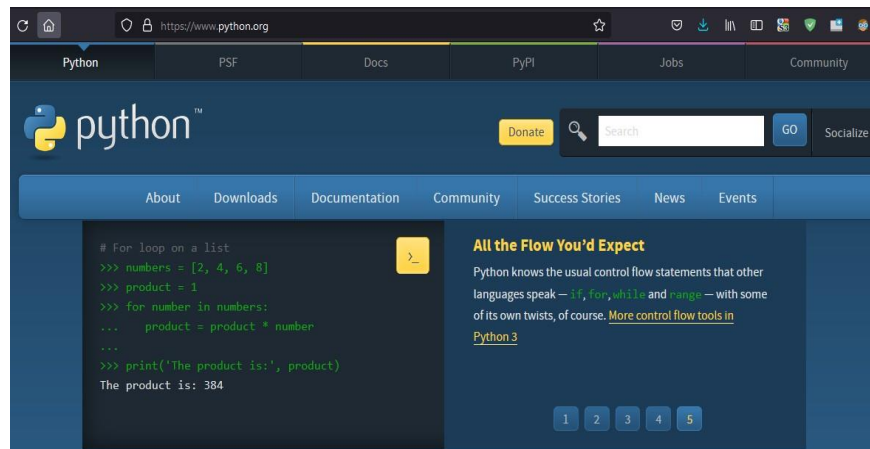 https://www.python.org
Python PSF Docs PyPI Jobs Community
python™
Donate Search GO Socialize
About Downloads Documentation Community Success Stories News Events
# For loop on a list
>>> numbers = [2, 4, 6, 8]
>>> product = 1
>>> for number in numbers:
...     product = product * number
...
>>> print('The product is:', product)
The product is: 384
>_
All the Flow You’d Expect
Python knows the usual control flow statements that other
languages speak — if, for, while and range — with some
of its own twists, of course. More control flow tools in
Python 3
1 2 3 4 5